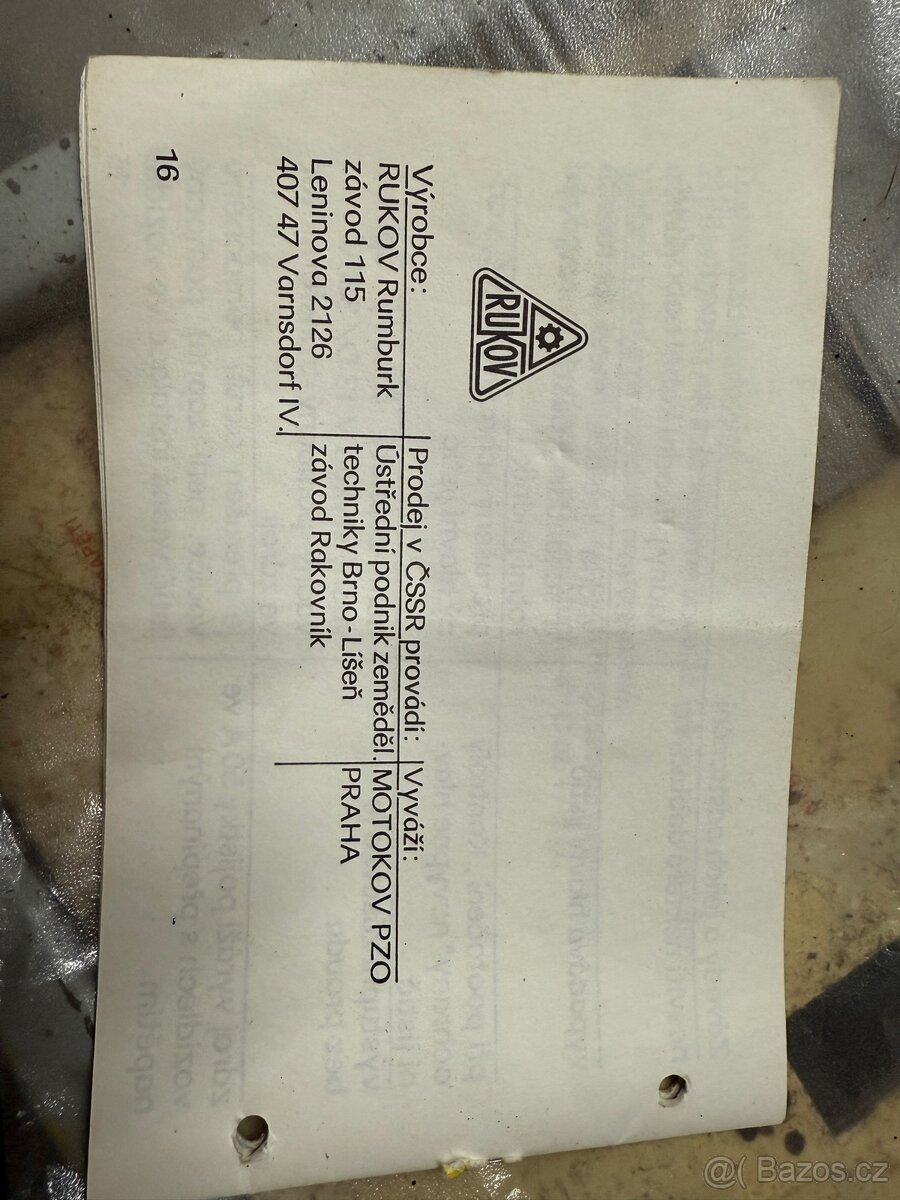 RUKOV
Výrobce:
RUKOV Rumburk
závod 115
Leninova 2126
407 47 Varnsdorf IV.
Prodej v ČSSR provádí:
Ústřední podnik zeměděl.
techniky Brno - Líšeň
závod Rakovník
Vyváží:
MOTOKOV PZO
PRAHA
16
@( Bazos.cz